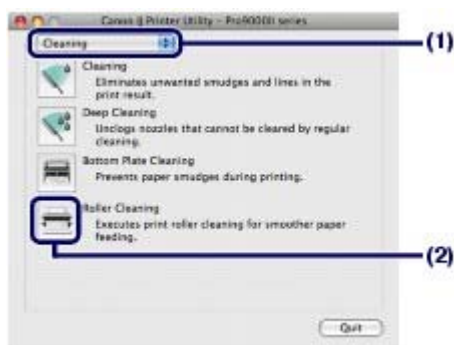 Canon IJ Printer Utility - Pro9000II series
Cleaning
(1)
Cleaning
Eliminates unwanted smudges and lines in the
print result.
Deep Cleaning
Unclogs nozzles that cannot be cleared by regular
cleaning.
Bottom Plate Cleaning
Prevents paper smudges during printing.
Roller Cleaning
Executes print roller cleaning for smoother paper
feeding.
(2)
Quit